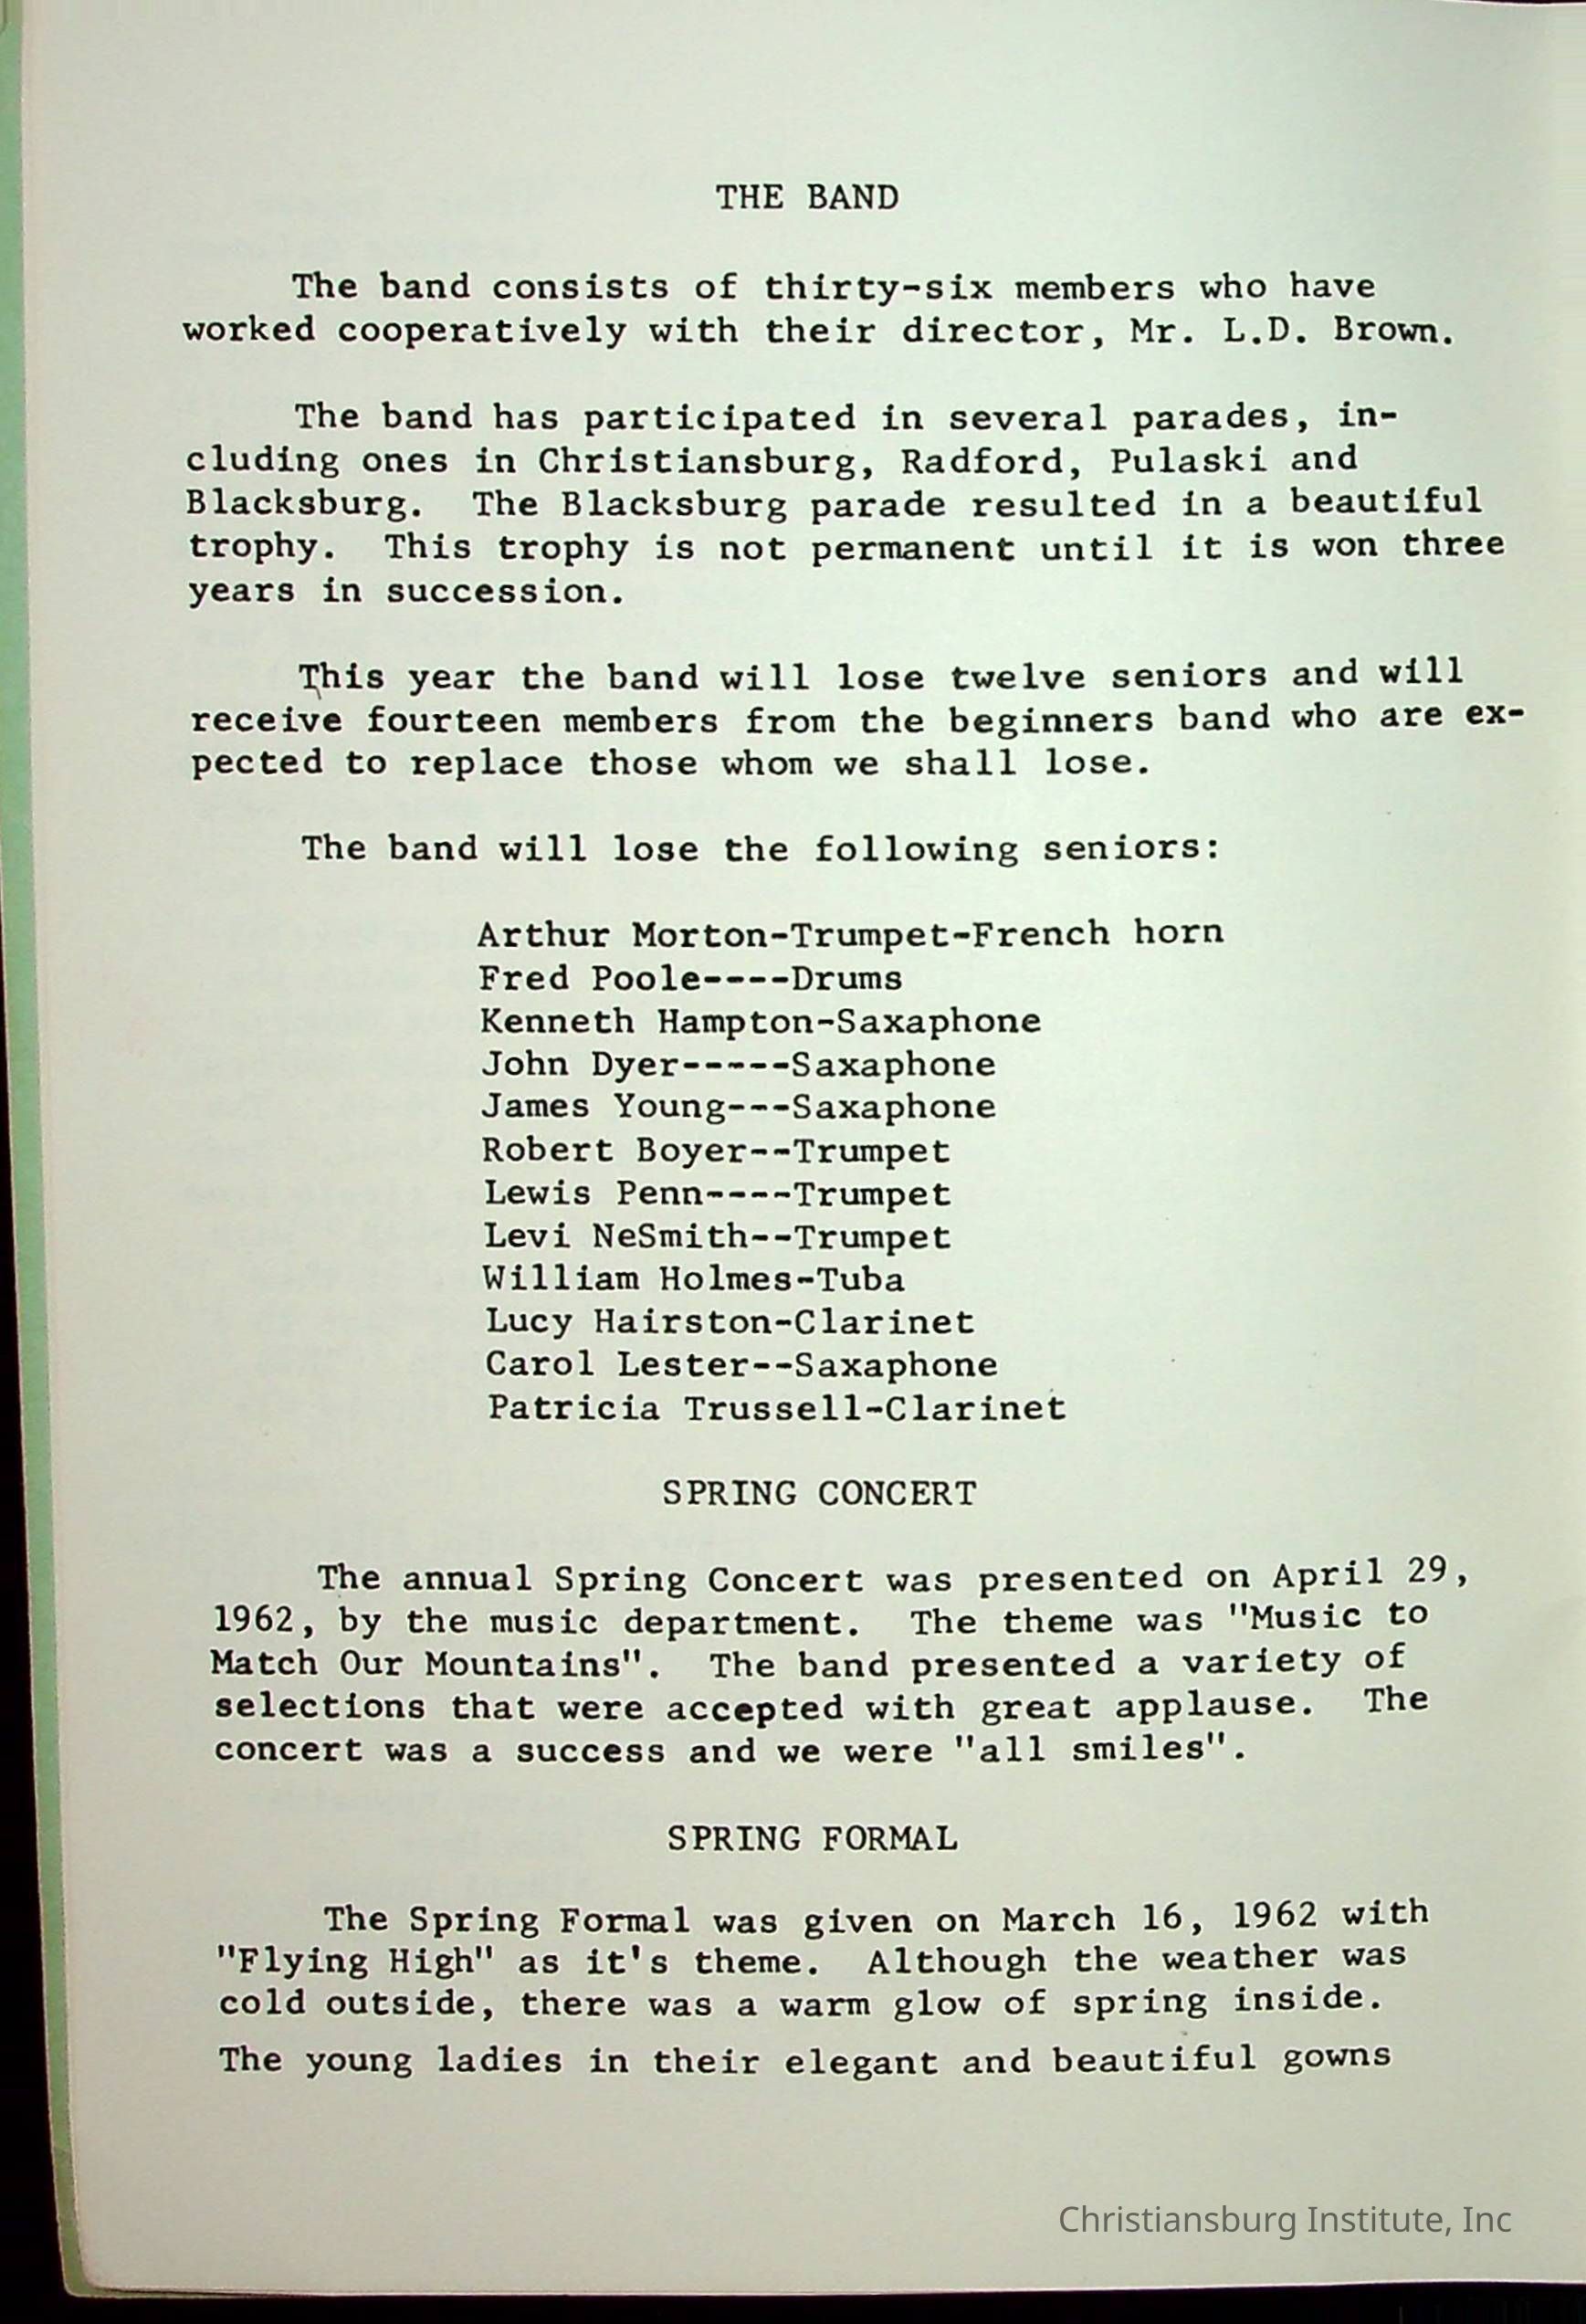 THE BAND
The band consists of thirty-six members who have
worked cooperatively with their director, Mr. L.D. Brown.
The band has participated in several parades, in-
cluding ones in Christiansburg, Radford, Pulaski and
Blacksburg. The Blacksburg parade resulted in a beautiful
trophy. This trophy is not permanent until it is won three
years in succession.
This year the band will lose twelve seniors and will
receive fourteen members from the beginners band who are ex-
pected to replace those whom we shall lose.
The band will lose the following seniors:
Arthur Morton-Trumpet-French horn
Fred Poole----Drums
Kenneth Hampton-Saxaphone
John Dyer-----Saxaphone
James Young---Saxaphone
Robert Boyer--Trumpet
Lewis Penn----Trumpet
Levi NeSmith--Trumpet
William Holmes-Tuba
Lucy Hairston-Clarinet
Carol Lester--Saxaphone
Patricia Trussell-Clarinet
SPRING CONCERT
The annual Spring Concert was presented on April 29,
1962, by the music department. The theme was "Music to
Match Our Mountains". The band presented a variety of
selections that were accepted with great applause. The
concert was a success and we were "all smiles".
SPRING FORMAL
The Spring Formal was given on March 16, 1962 with
"Flying High" as it's theme. Although the weather was
cold outside, there was a warm glow of spring inside.
The young ladies in their elegant and beautiful gowns
Christiansburg Institute, Inc